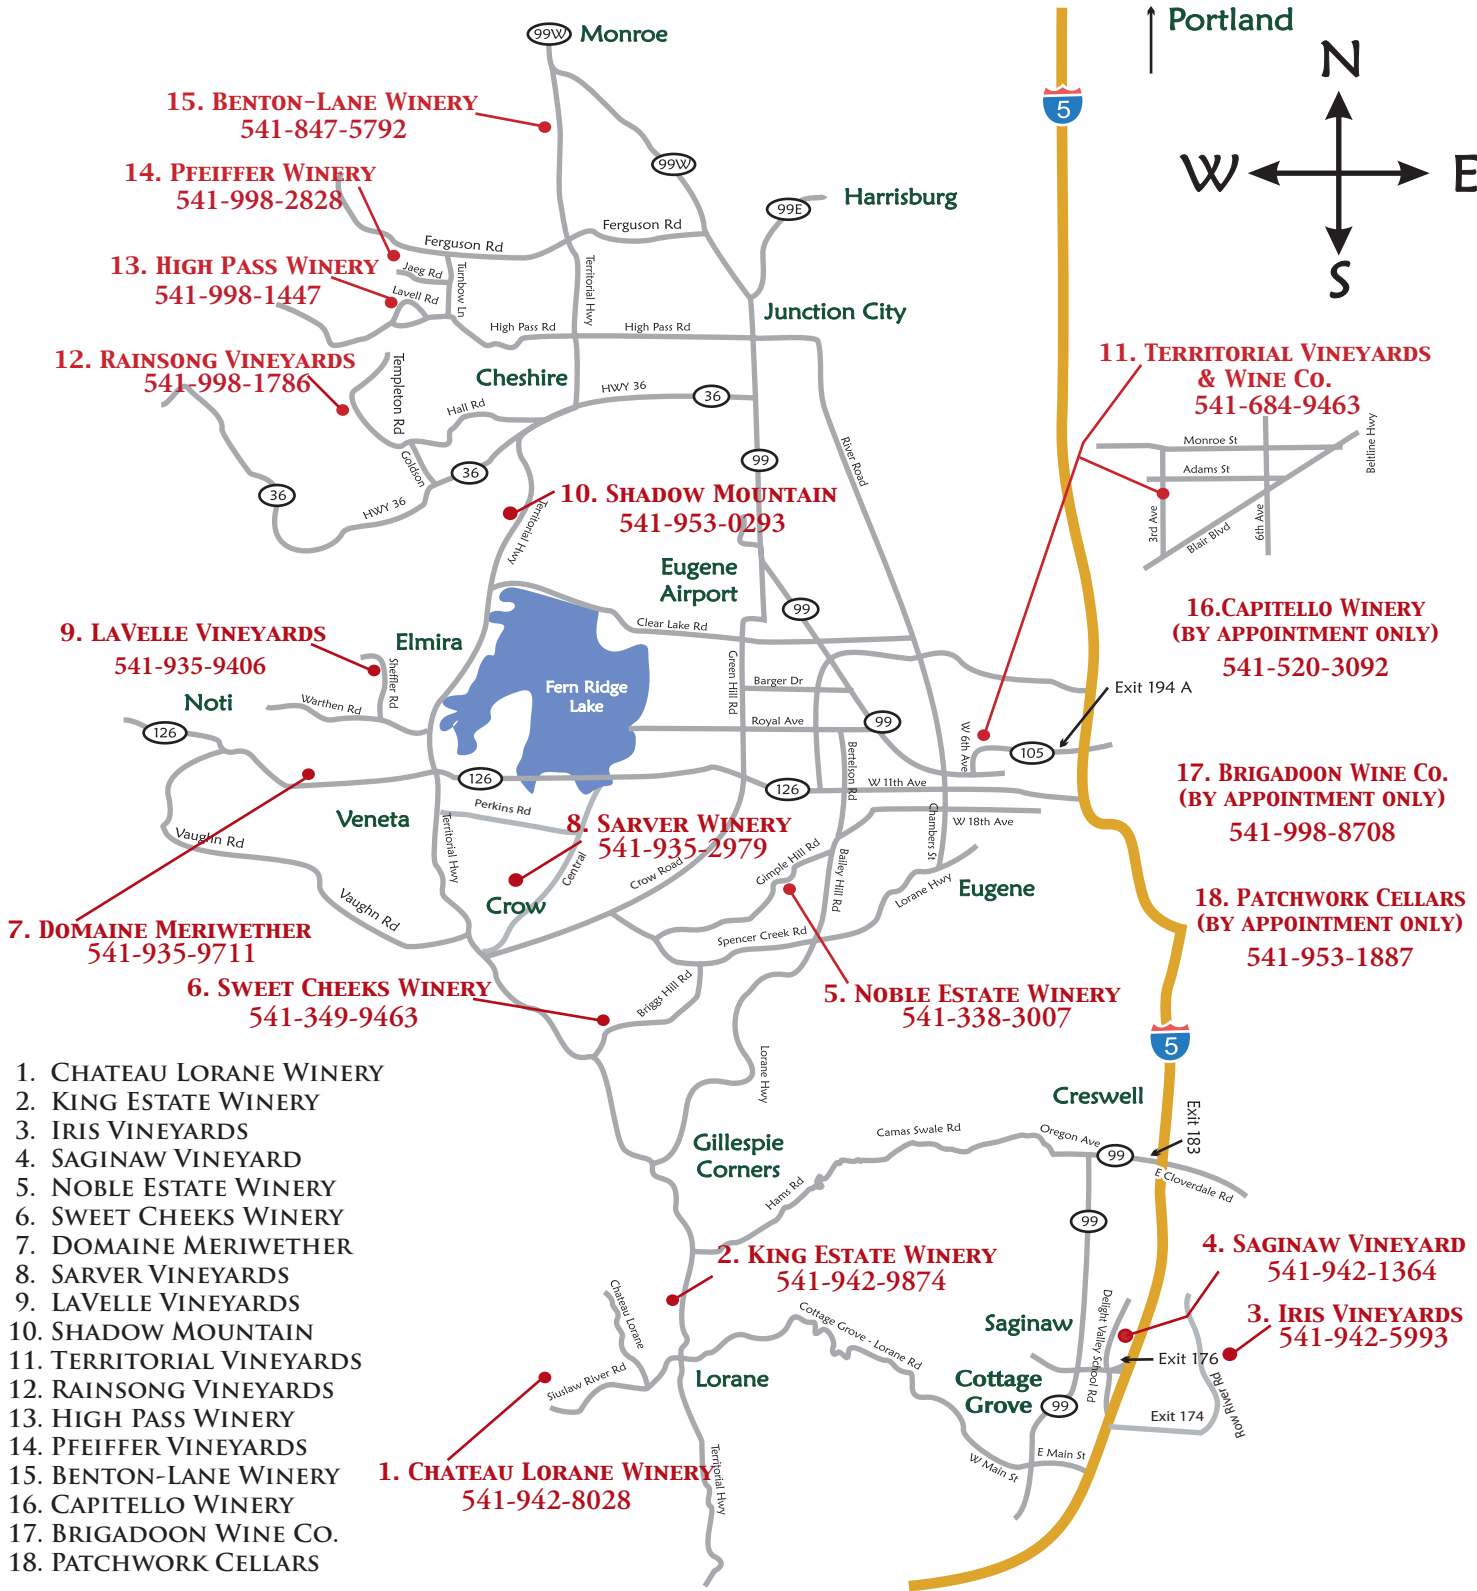 99W
Monroe
Portland
5
N
W
E
S
15. BENTON-LANE WINERY
541-847-5792
99W
14. PFEIFFER WINERY
541-998-2828
99E
Harrisburg
Ferguson Rd
Ferguson Rd
13. HIGH PASS WINERY
541-998-1447
Jaeg Rd
Turnbow Ln
Lavell Rd
Territorial Hwy
Junction City
High Pass Rd
High Pass Rd
12. RAINSONG VINEYARDS
541-998-1786
Templeton Rd
Cheshire
HWY 36
36
Hall Rd
Goldson
36
36
HWY 36
99
River Road
11. TERRITORIAL VINEYARDS
& WINE CO.
541-684-9463
Monroe St
Beltline Hwy
Adams St
3rd Ave
Blair Blvd
6th Ave
10. SHADOW MOUNTAIN
541-953-0293
Territorial Hwy
Eugene
Airport
99
Clear Lake Rd
16.CAPITELLO WINERY
(BY APPOINTMENT ONLY)
541-520-3092
9. LAVELLE VINEYARDS
541-935-9406
Elmira
Sheffler Rd
Noti
Warthen Rd
126
Fern Ridge
Lake
Green Hill Rd
Barger Dr
Royal Ave
99
Exit 194 A
W 6th Ave
105
126
126
Bertelson Rd
W 11th Ave
17. BRIGADOON WINE CO.
(BY APPOINTMENT ONLY)
541-998-8708
Veneta
Perkins Rd
Territorial Hwy
Vaughn Rd
8. SARVER WINERY
541-935-2979
Chambers St
W 18th Ave
Gimple Hill Rd
Bailey Hill Rd
Crow Road
Central
Crow
Lorane Hwy
Eugene
Vaughn Rd
18. PATCHWORK CELLARS
(BY APPOINTMENT ONLY)
541-953-1887
7. DOMAINE MERIWETHER
541-935-9711
Spencer Creek Rd
6. SWEET CHEEKS WINERY
541-349-9463
Briggs Hill Rd
5. NOBLE ESTATE WINERY
541-338-3007
5
Lorane Hwy
Creswell
Exit 183
Gillespie
Corners
Camas Swale Rd
Oregon Ave
99
E Cloverdale Rd
Hams Rd
99
2. KING ESTATE WINERY
541-942-9874
4. SAGINAW VINEYARD
541-942-1364
3. IRIS VINEYARDS
541-942-5993
Chateau Lorane
Delight Valley School Rd
Saginaw
Cottage Grove - Lorane Rd
Exit 176
Siuslaw River Rd
Lorane
Cottage
Grove
99
Row River Rd
Exit 174
E Main St
W Main St
Territorial Hwy
1. CHATEAU LORANE WINERY
541-942-8028
1. CHATEAU LORANE WINERY
2. KING ESTATE WINERY
3. IRIS VINEYARDS
4. SAGINAW VINEYARD
5. NOBLE ESTATE WINERY
6. SWEET CHEEKS WINERY
7. DOMAINE MERIWETHER
8. SARVER VINEYARDS
9. LAVELLE VINEYARDS
10. SHADOW MOUNTAIN
11. TERRITORIAL VINEYARDS
12. RAINSONG VINEYARDS
13. HIGH PASS WINERY
14. PFEIFFER VINEYARDS
15. BENTON-LANE WINERY
16. CAPITELLO WINERY
17. BRIGADOON WINE CO.
18. PATCHWORK CELLARS